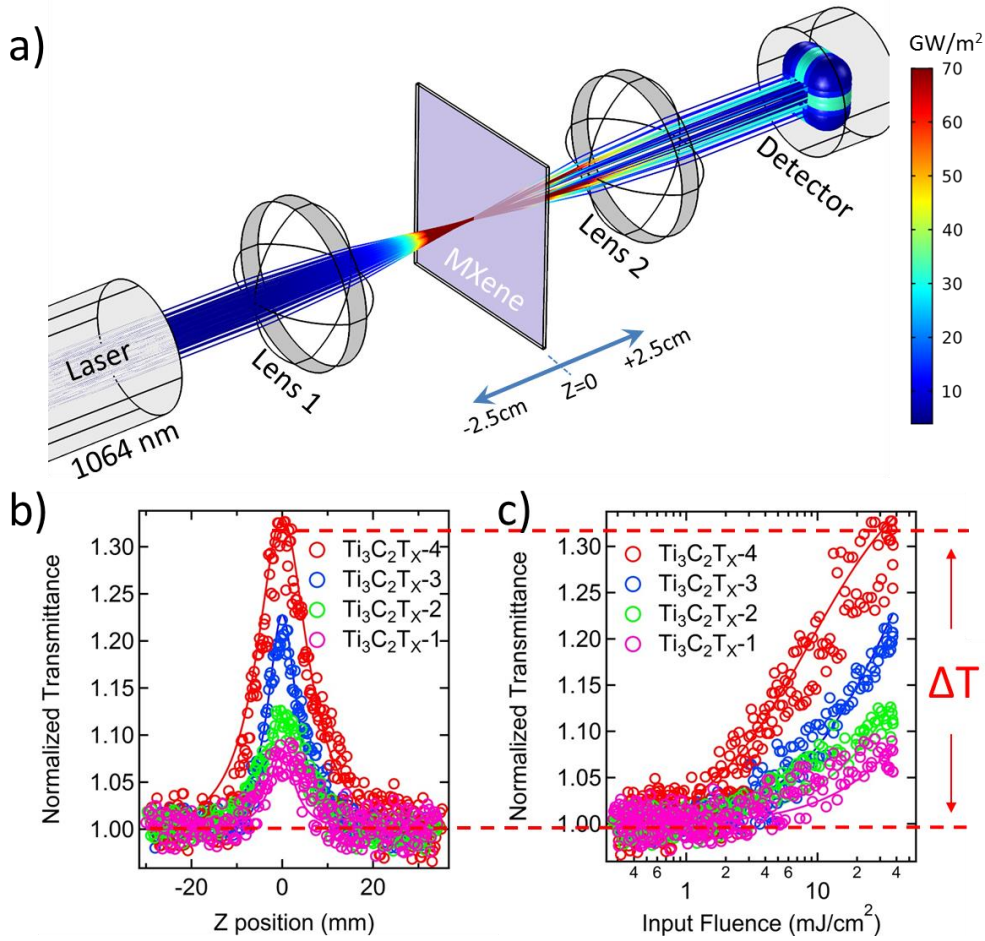 a)
GW/m²
70
60
50
40
30
20
10
Laser
1064 nm
Lens 1
MXene
Lens 2
Detector
-2.5cm
Z=0
+2.5cm
b)
Normalized Transmittance
1.30
1.25
1.20
1.15
1.10
1.05
1.00
Ti₃C₂Tₓ-4
Ti₃C₂Tₓ-3
Ti₃C₂Tₓ-2
Ti₃C₂Tₓ-1
-20 0 20
Z position (mm)
c)
Normalized Transmittance
1.30
1.25
1.20
1.15
1.10
1.05
1.00
Ti₃C₂Tₓ-4
Ti₃C₂Tₓ-3
Ti₃C₂Tₓ-2
Ti₃C₂Tₓ-1
4 6 1 2 4 6 10 2 4
Input Fluence (mJ/cm²)
ΔT